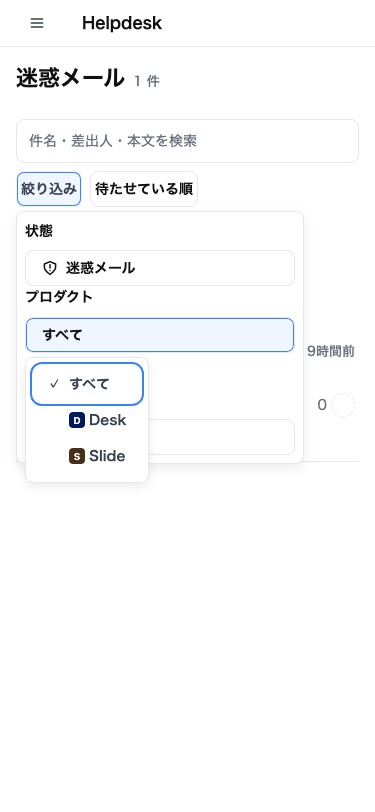 Helpdesk
迷惑メール 1 件
件名・差出人・本文を検索
絞り込み 待たせている順
状態
迷惑メール
プロダクト
すべて
9時間前
✓ すべて
0
D Desk
S Slide